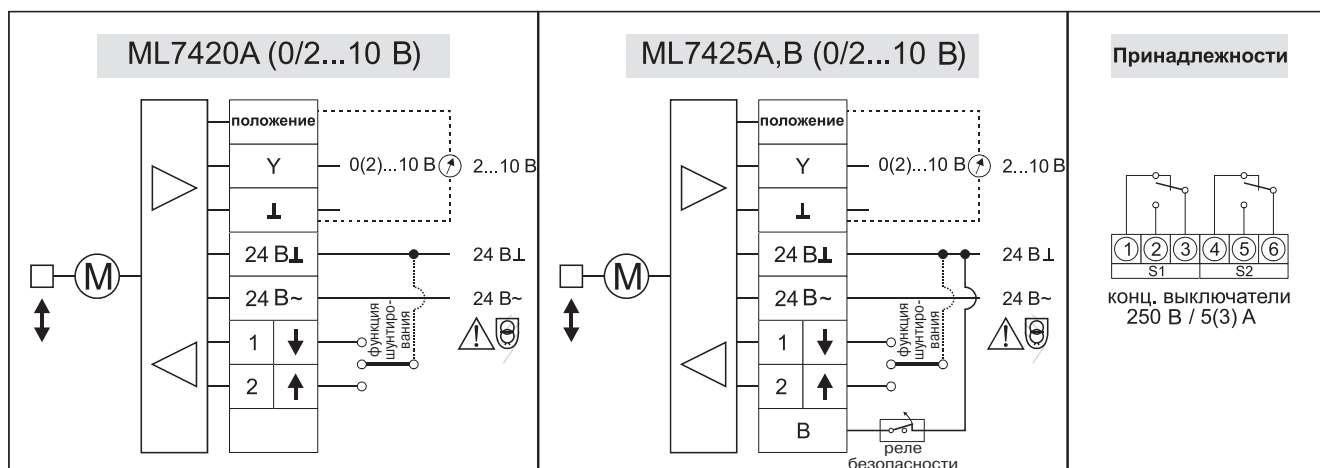 ML7420A (0/2...10 В)
положение
Y
0(2)...10 В
2...10 В
⊥
24 В⊥
24 В⊥
24 В~
24 В~
1
2
функция
шунтиро-
вания
M
ML7425A,B (0/2...10 В)
положение
Y
0(2)...10 В
2...10 В
⊥
24 В⊥
24 В⊥
24 В~
24 В~
1
2
B
функция
шунтиро-
вания
M
реле
безопасности
Принадлежности
1 2 3 4 5 6
S1 S2
конц. выключатели
250 В / 5(3) А